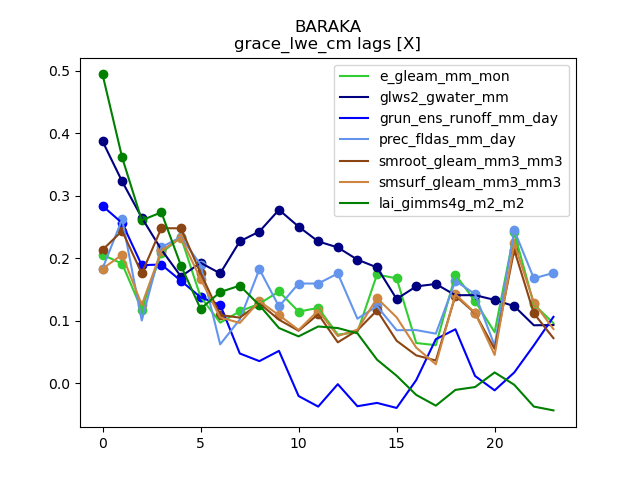 BARAKA
grace_lwe_cm lags [X]
0.5
0.4
0.3
0.2
0.1
0.0
0
5
10
15
20
e_gleam_mm_mon
glws2_gwater_mm
grun_ens_runoff_mm_day
prec_fldas_mm_day
smroot_gleam_mm3_mm3
smsurf_gleam_mm3_mm3
lai_gimms4g_m2_m2